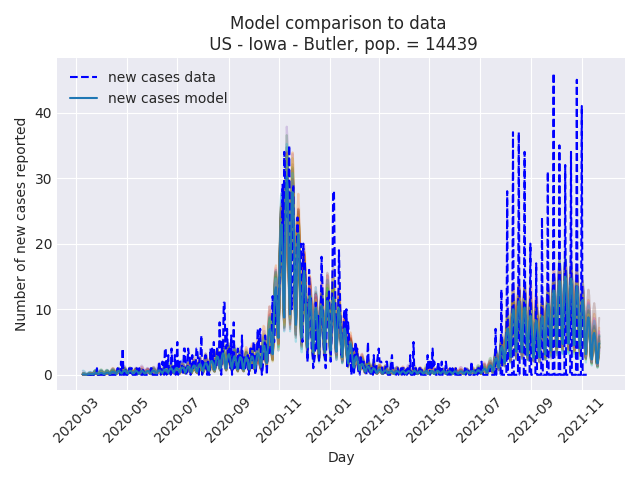 Model comparison to data
US - Iowa - Butler, pop. = 14439
new cases data
new cases model
Number of new cases reported
40
30
20
10
0
2020-03
2020-05
2020-07
2020-09
2020-11
2021-01
2021-03
2021-05
2021-07
2021-09
2021-11
Day